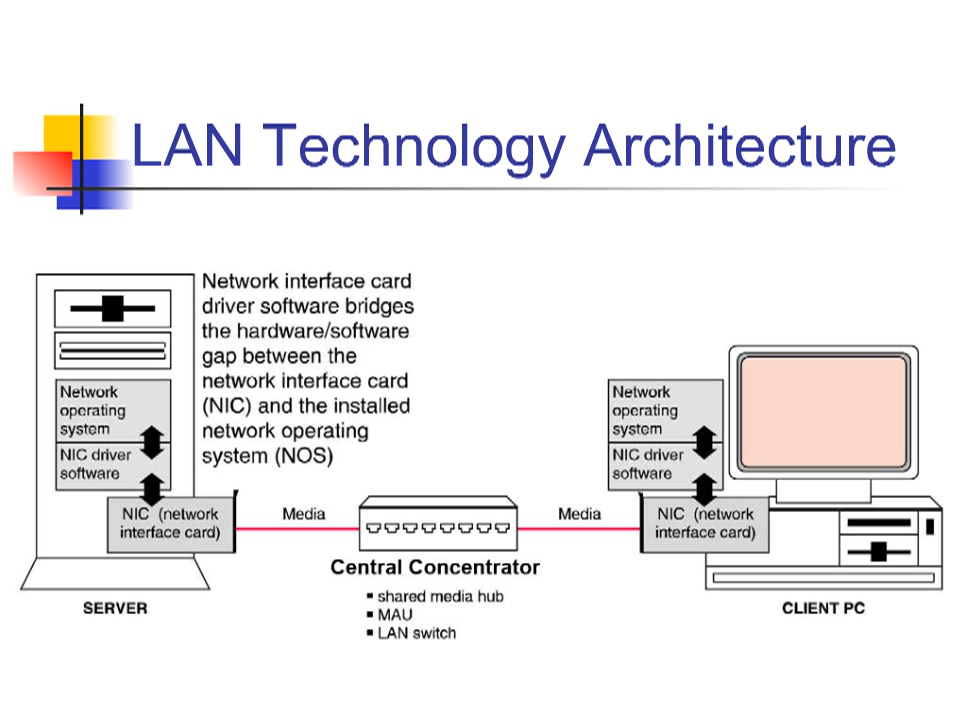 LAN Technology Architecture
Network interface card
driver software bridges
the hardware/software
gap between the
network interface card
(NIC) and the installed
network operating
system (NOS)
Network
operating
system
NIC driver
software
NIC (network
interface card)
SERVER
Media
Central Concentrator
▪ shared media hub
▪ MAU
▪ LAN switch
Media
Network
operating
system
NIC driver
software
NIC (network
interface card)
CLIENT PC